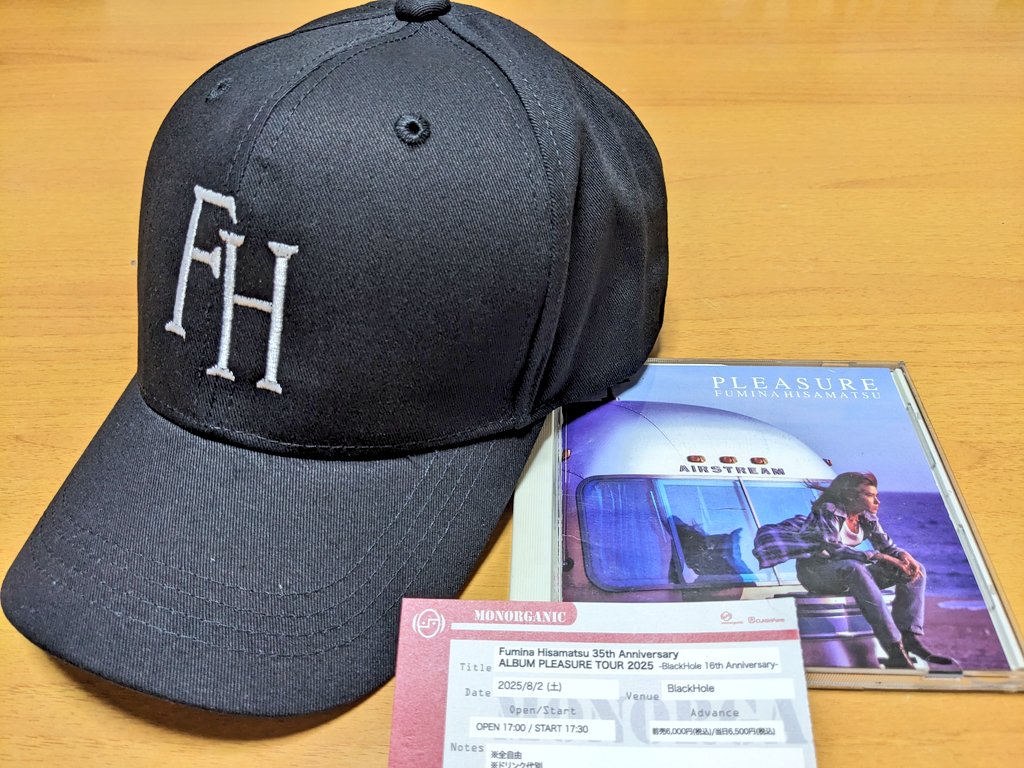 FH
PLEASURE
FUMINA HISAMATSU
AIRSTREAM
MONORGANIC
monorganic CLASHFunk
Title Fumina Hisamatsu 35th Anniversary
ALBUM PLEASURE TOUR 2025 -BlackHole 16th Anniversary-
Date 2025/8/2 (土) Venue BlackHole
Open/Start Advance
OPEN 17:00 / START 17:30 前売6,000円(税込)/当日6,500円(税込)
Notes ※全自由
※ドリンク代別